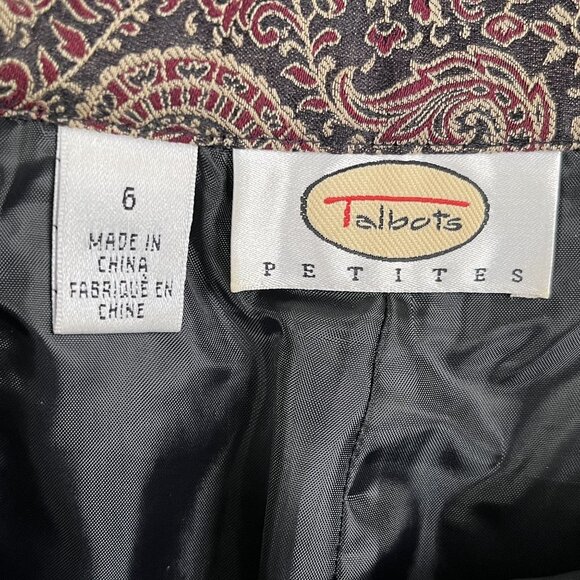 6
MADE IN
CHINA
FABRIQUÉ EN
CHINE
Talbots
PETITES